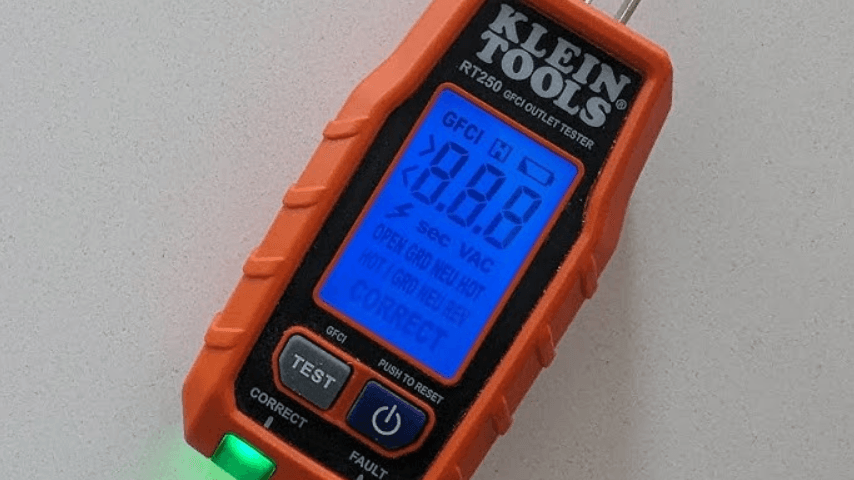 KLEIN
TOOLS®
RT250 GFCI OUTLET TESTER
GFCI H
>8.8.8
<
sec VAC
OPEN GRD NEU HOT
HOT / GRD NEU REV
CORRECT
GFCI
TEST
PUSH TO RESET
CORRECT
FAULT